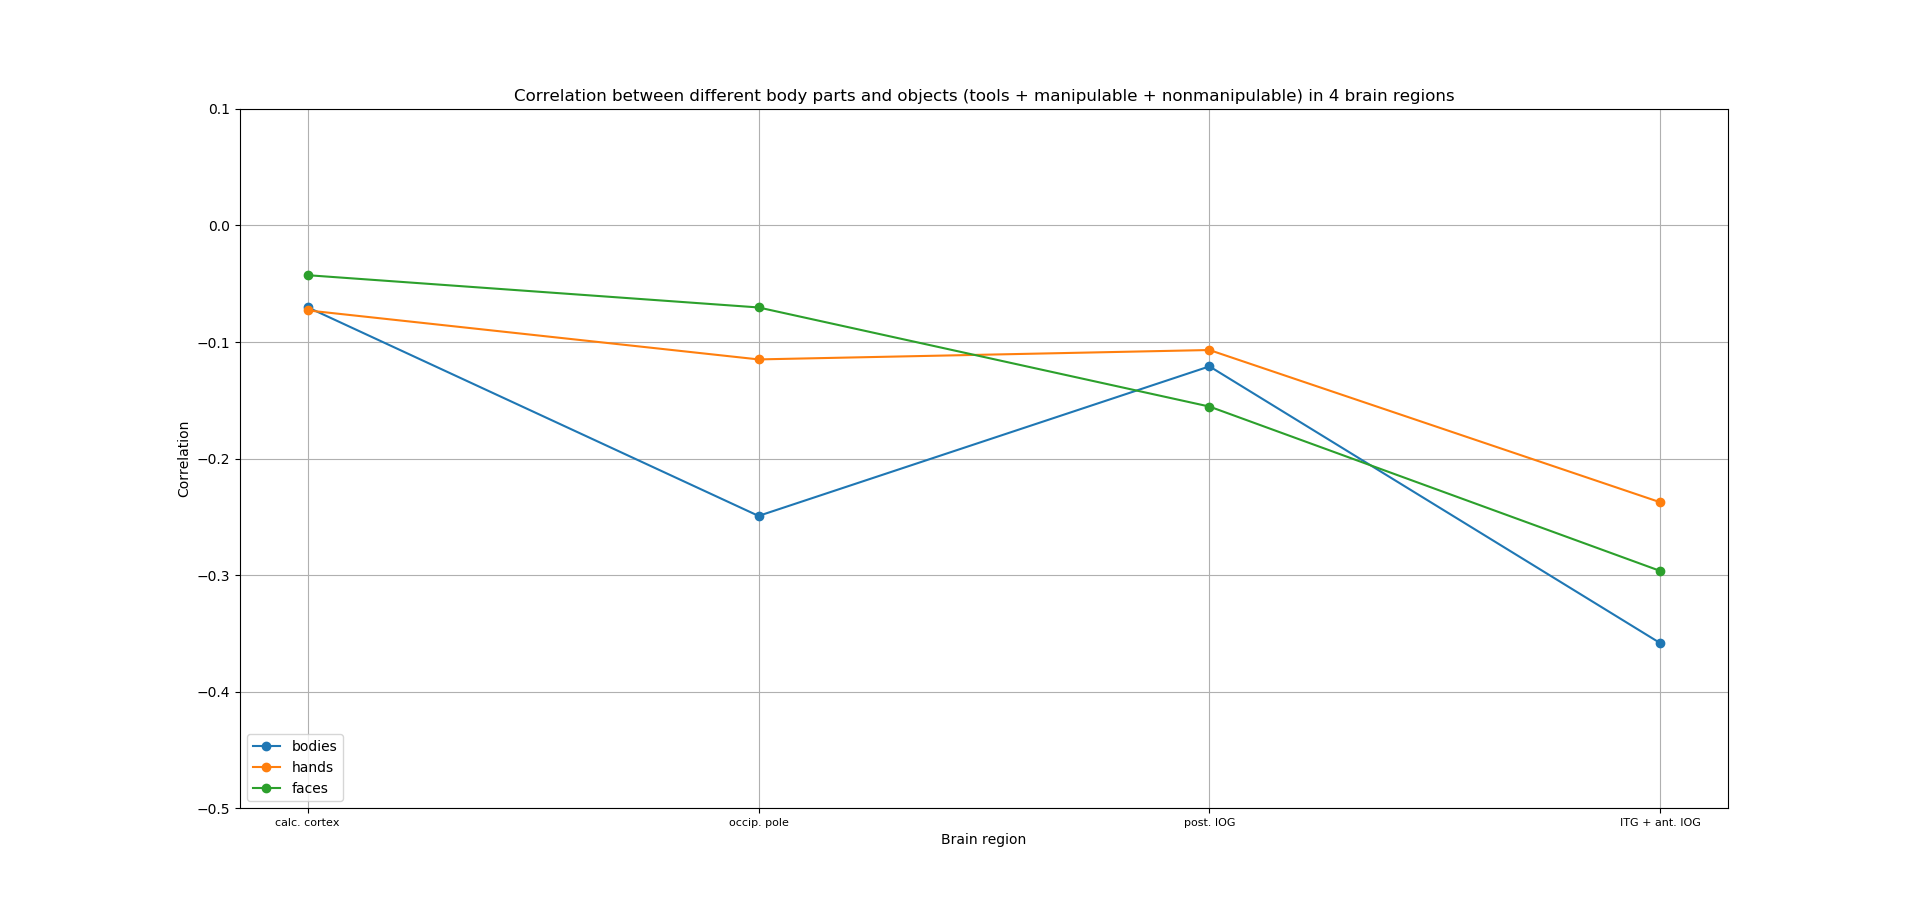 Correlation between different body parts and objects (tools + manipulable + nonmanipulable) in 4 brain regions
0.1
0.0
−0.1
−0.2
−0.3
−0.4
−0.5
Correlation
bodies
hands
faces
calc. cortex
occip. pole
post. IOG
ITG + ant. IOG
Brain region